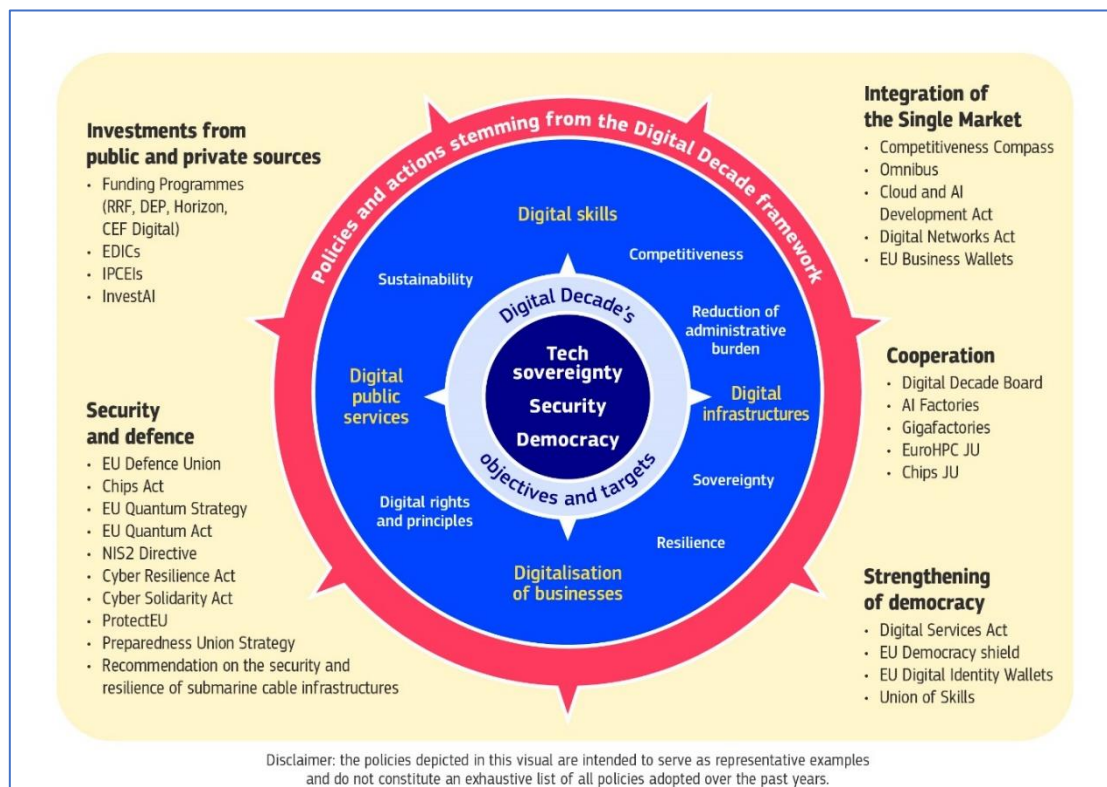 Investments from
public and private sources
• Funding Programmes
(RRF, DEP, Horizon,
CEF Digital)
• EDICs
• IPCEIs
• InvestAI
Security
and defence
• EU Defence Union
• Chips Act
• EU Quantum Strategy
• EU Quantum Act
• NIS2 Directive
• Cyber Resilience Act
• Cyber Solidarity Act
• ProtectEU
• Preparedness Union Strategy
• Recommendation on the security and
resilience of submarine cable infrastructures
Policies and actions stemming from the Digital Decade framework
Digital skills
Competitiveness
Sustainability
Reduction of
administrative
burden
Digital
public
services
Digital
infrastructures
Digital rights
and principles
Sovereignty
Resilience
Digitalisation
of businesses
Digital Decade's
objectives and targets
Tech
sovereignty
Security
Democracy
Integration of
the Single Market
• Competitiveness Compass
• Omnibus
• Cloud and AI
Development Act
• Digital Networks Act
• EU Business Wallets
Cooperation
• Digital Decade Board
• AI Factories
• Gigafactories
• EuroHPC JU
• Chips JU
Strengthening
of democracy
• Digital Services Act
• EU Democracy shield
• EU Digital Identity Wallets
• Union of Skills
Disclaimer: the policies depicted in this visual are intended to serve as representative examples
and do not constitute an exhaustive list of all policies adopted over the past years.